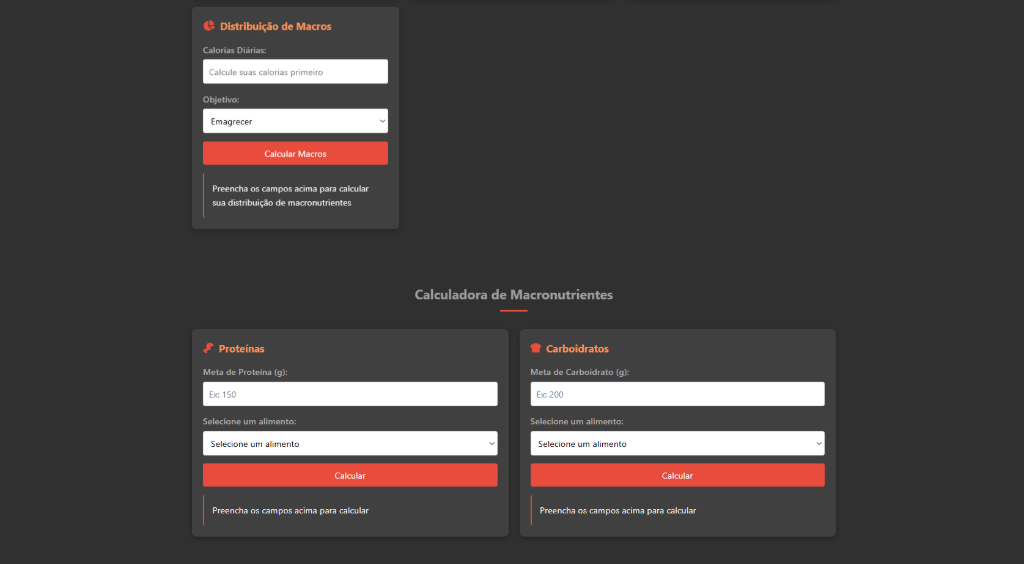 Distribuição de Macros
Calorias Diárias:
Calcule suas calorias primeiro
Objetivo:
Emagrecer
Calcular Macros
Preencha os campos acima para calcular
sua distribuição de macronutrientes
Calculadora de Macronutrientes
Proteínas
Meta de Proteína (g):
Ex: 150
Selecione um alimento:
Selecione um alimento
Calcular
Preencha os campos acima para calcular
Carboidratos
Meta de Carboidrato (g):
Ex: 200
Selecione um alimento:
Selecione um alimento
Calcular
Preencha os campos acima para calcular